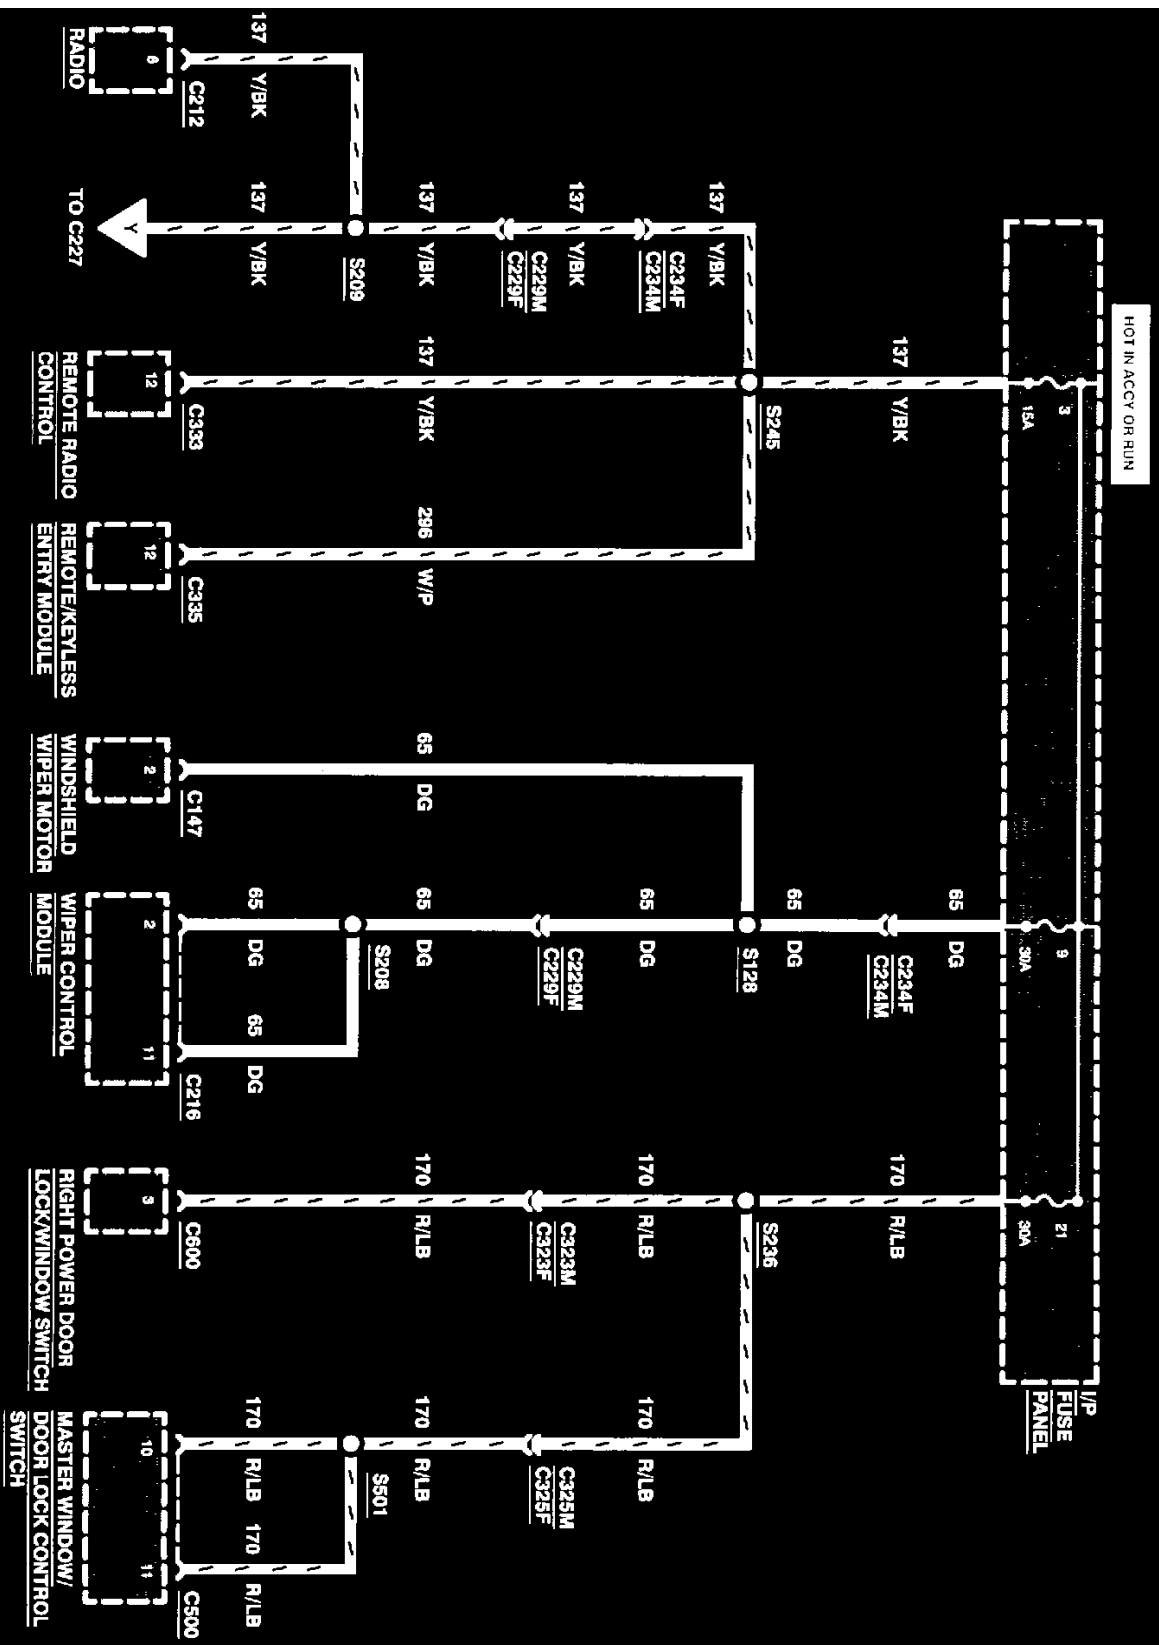 HOT IN ACCY OR RUN
I/P
FUSE
PANEL
3
15A
9
30A
21
30A
137 Y/BK
65 DG
170 R/LB
C234F
C234M
137 Y/BK
S245
65 DG
S128
S236
C234F
C234M
137 Y/BK
65 DG
170 R/LB
170 R/LB
C229M
C229F
C229M
C229F
C323M
C323F
C325M
C325F
137 Y/BK
137 Y/BK
296 W/P
65 DG
65 DG
170 R/LB
170 R/LB
S209
S208
S501
137 Y/BK
137 Y/BK
65 DG
65 DG
170 R/LB
170 R/LB
C212
C333
C335
C147
C216
C600
C500
6
Y
12
12
2
2
11
3
10
11
RADIO
TO C227
REMOTE RADIO
CONTROL
REMOTE/KEYLESS
ENTRY MODULE
WINDSHIELD
WIPER MOTOR
WIPER CONTROL
MODULE
RIGHT POWER DOOR
LOCK/WINDOW SWITCH
MASTER WINDOW/
DOOR LOCK CONTROL
SWITCH